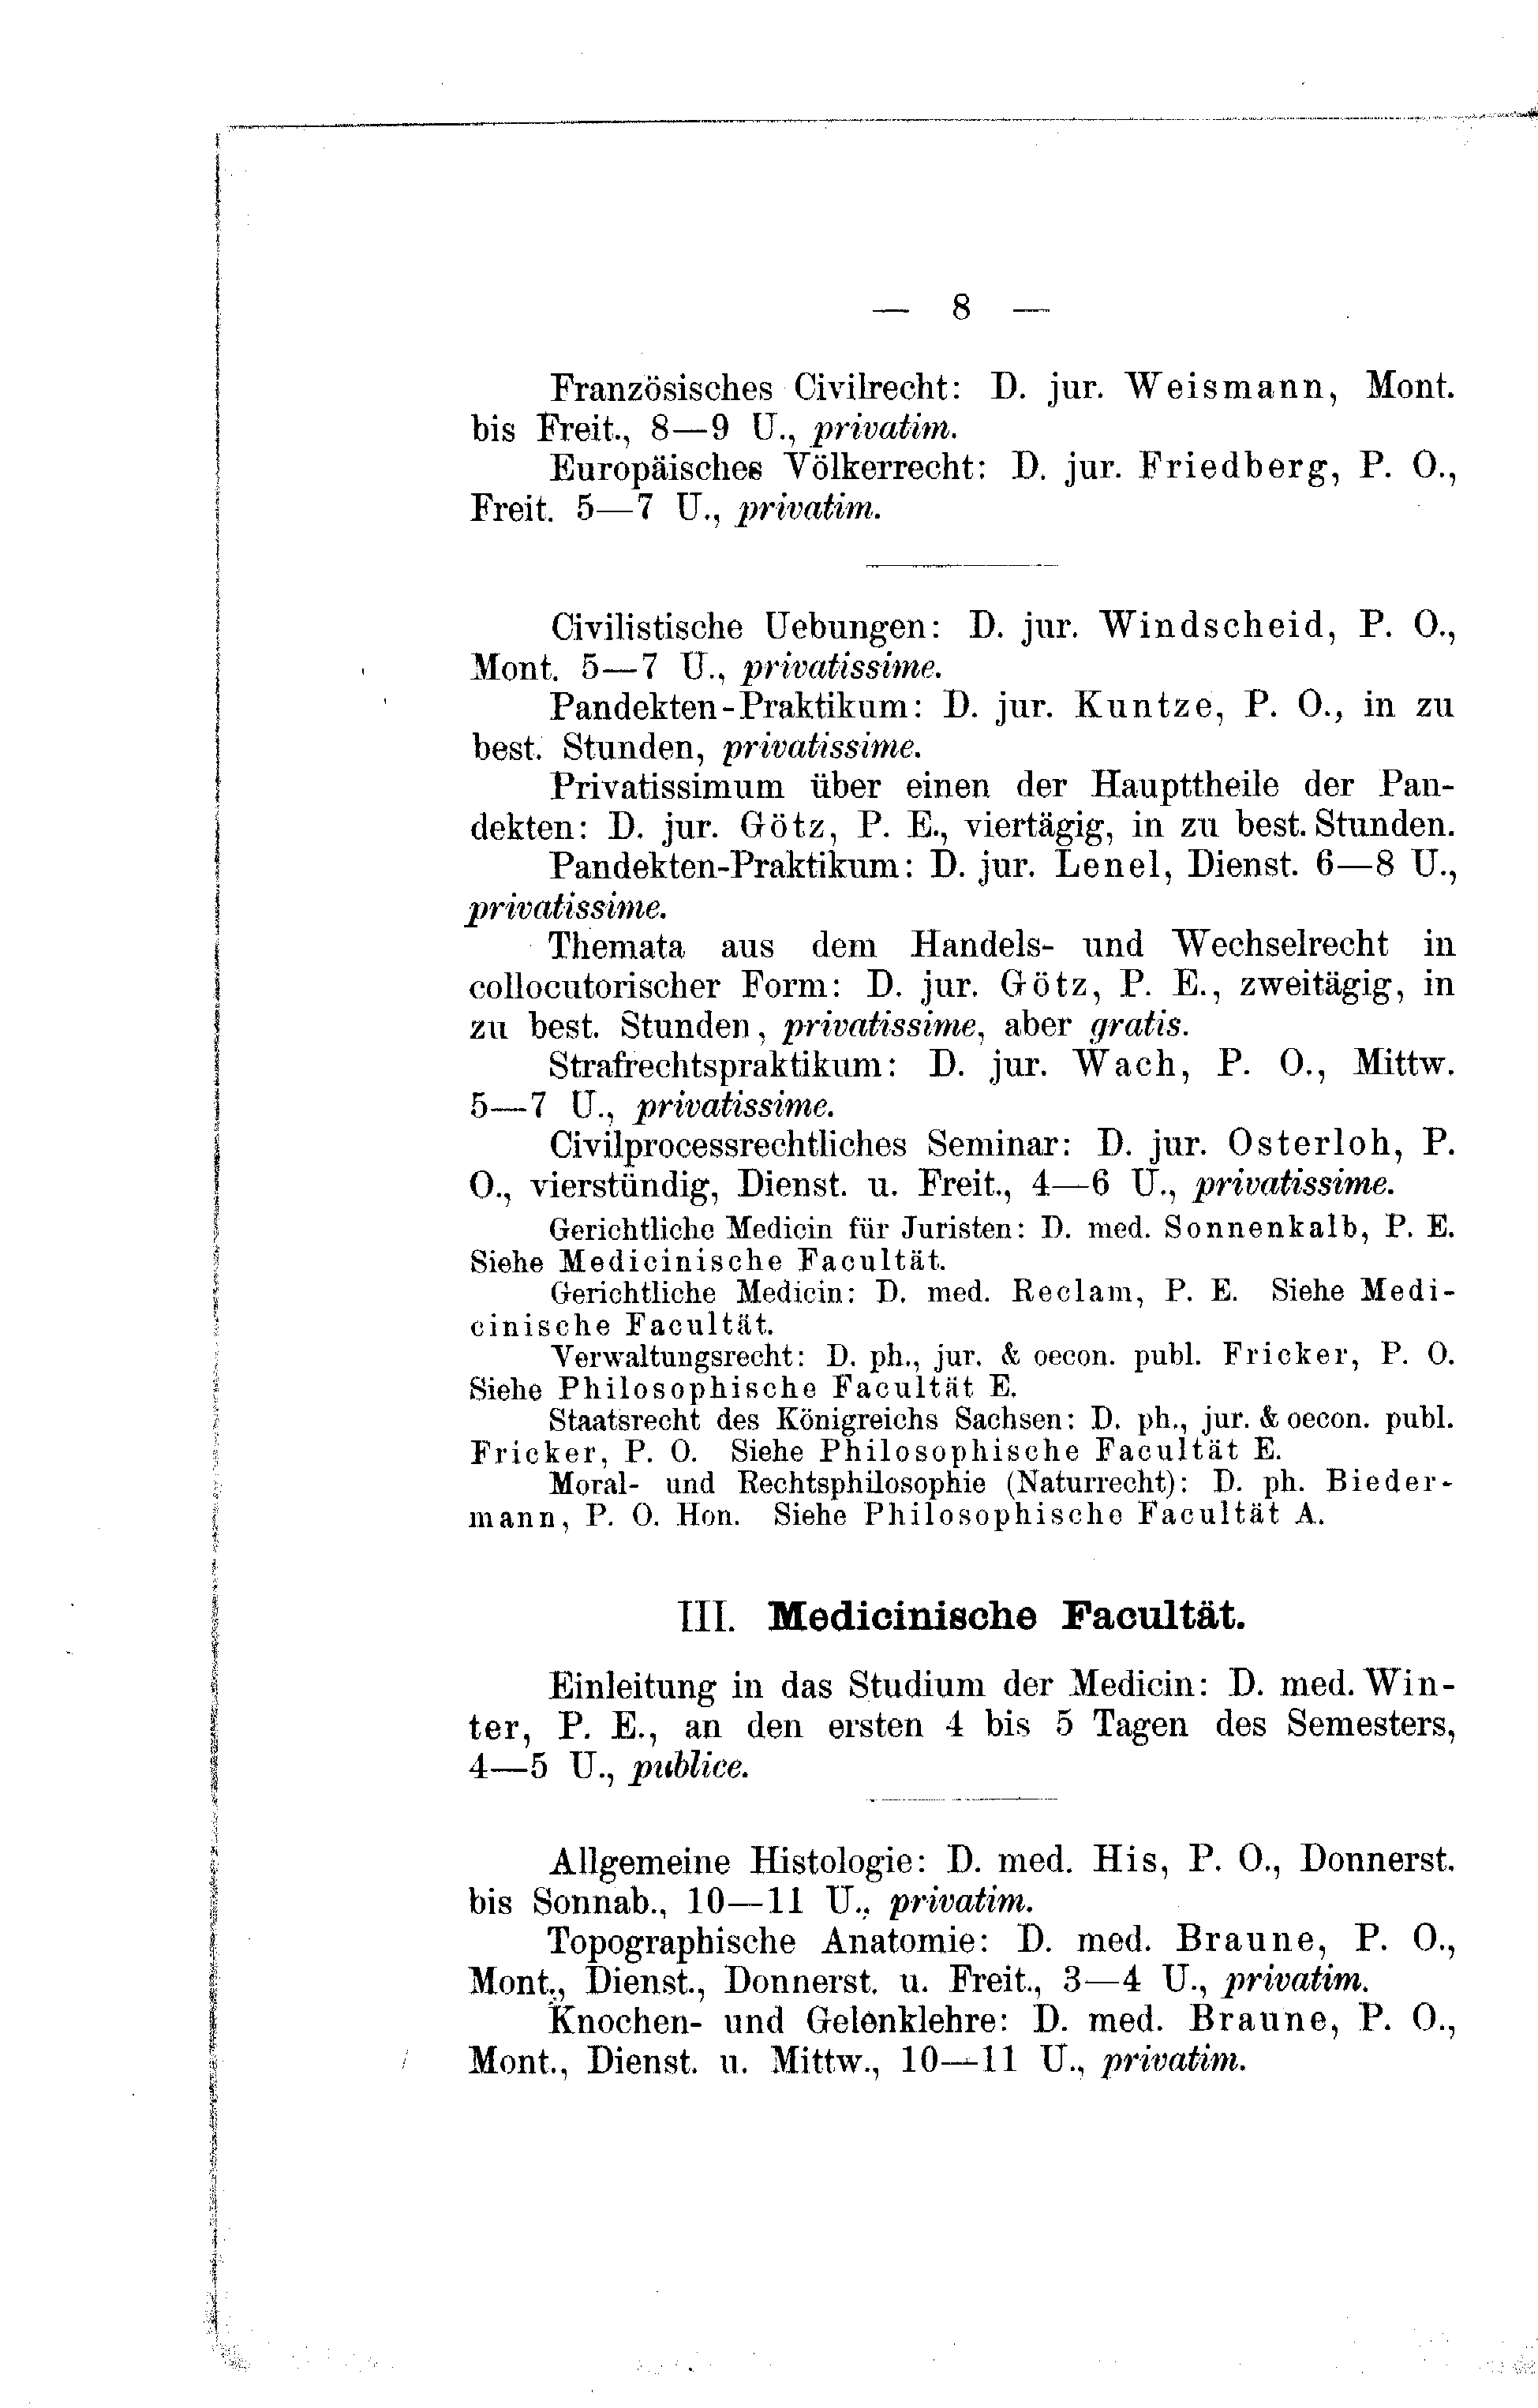 — 8 —
Französisches Civilrecht: D. jur. Weismann, Mont.
bis Freit., 8—9 U., privatim.
Europäisches Völkerrecht: D. jur. Friedberg, P. O.,
Freit. 5—7 U., privatim.
Civilistische Uebungen: D. jur. Windscheid, P. O.,
Mont. 5—7 U., privatissime.
Pandekten-Praktikum: D. jur. Kuntze, P. O., in zu
best. Stunden, privatissime.
Privatissimum über einen der Haupttheile der Pan-
dekten: D. jur. Götz, P. E., viertägig, in zu best. Stunden.
Pandekten-Praktikum: D. jur. Lenel, Dienst. 6—8 U.,
privatissime.
Themata aus dem Handels- und Wechselrecht in
collocutorischer Form: D. jur. Götz, P. E., zweitägig, in
zu best. Stunden, privatissime, aber gratis.
Strafrechtspraktikum: D. jur. Wach, P. O., Mittw.
5—7 U., privatissime.
Civilprocessrechtliches Seminar: D. jur. Osterloh, P.
O., vierstündig, Dienst. u. Freit., 4—6 U., privatissime.
Gerichtliche Medicin für Juristen: D. med. Sonnenkalb, P. E.
Siehe Medicinische Facultät.
Gerichtliche Medicin: D. med. Reclam, P. E. Siehe Medi-
cinische Facultät.
Verwaltungsrecht: D. ph., jur. & oecon. publ. Fricker, P. O.
Siehe Philosophische Facultät E.
Staatsrecht des Königreichs Sachsen: D. ph., jur. & oecon. publ.
Fricker, P. O. Siehe Philosophische Facultät E.
Moral- und Rechtsphilosophie (Naturrecht): D. ph. Bieder-
mann, P. O. Hon. Siehe Philosophische Facultät A.
III. Medicinische Facultät.
Einleitung in das Studium der Medicin: D. med. Win-
ter, P. E., an den ersten 4 bis 5 Tagen des Semesters,
4—5 U., publice.
Allgemeine Histologie: D. med. His, P. O., Donnerst.
bis Sonnab., 10—11 U., privatim.
Topographische Anatomie: D. med. Braune, P. O.,
Mont., Dienst., Donnerst. u. Freit., 3—4 U., privatim.
Knochen- und Gelenklehre: D. med. Braune, P. O.,
Mont., Dienst. u. Mittw., 10—11 U., privatim.